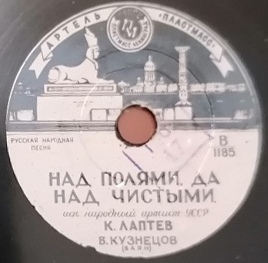 АРТЕЛЬ "ПЛАСТМАСС"
РУССКАЯ НАРОДНАЯ
ПЕСНЯ
В
1185
НАД ПОЛЯМИ, ДА
НАД ЧИСТЫМИ
исп. народный артист УССР
К. ЛАПТЕВ
В. КУЗНЕЦОВ
(БАЯН)